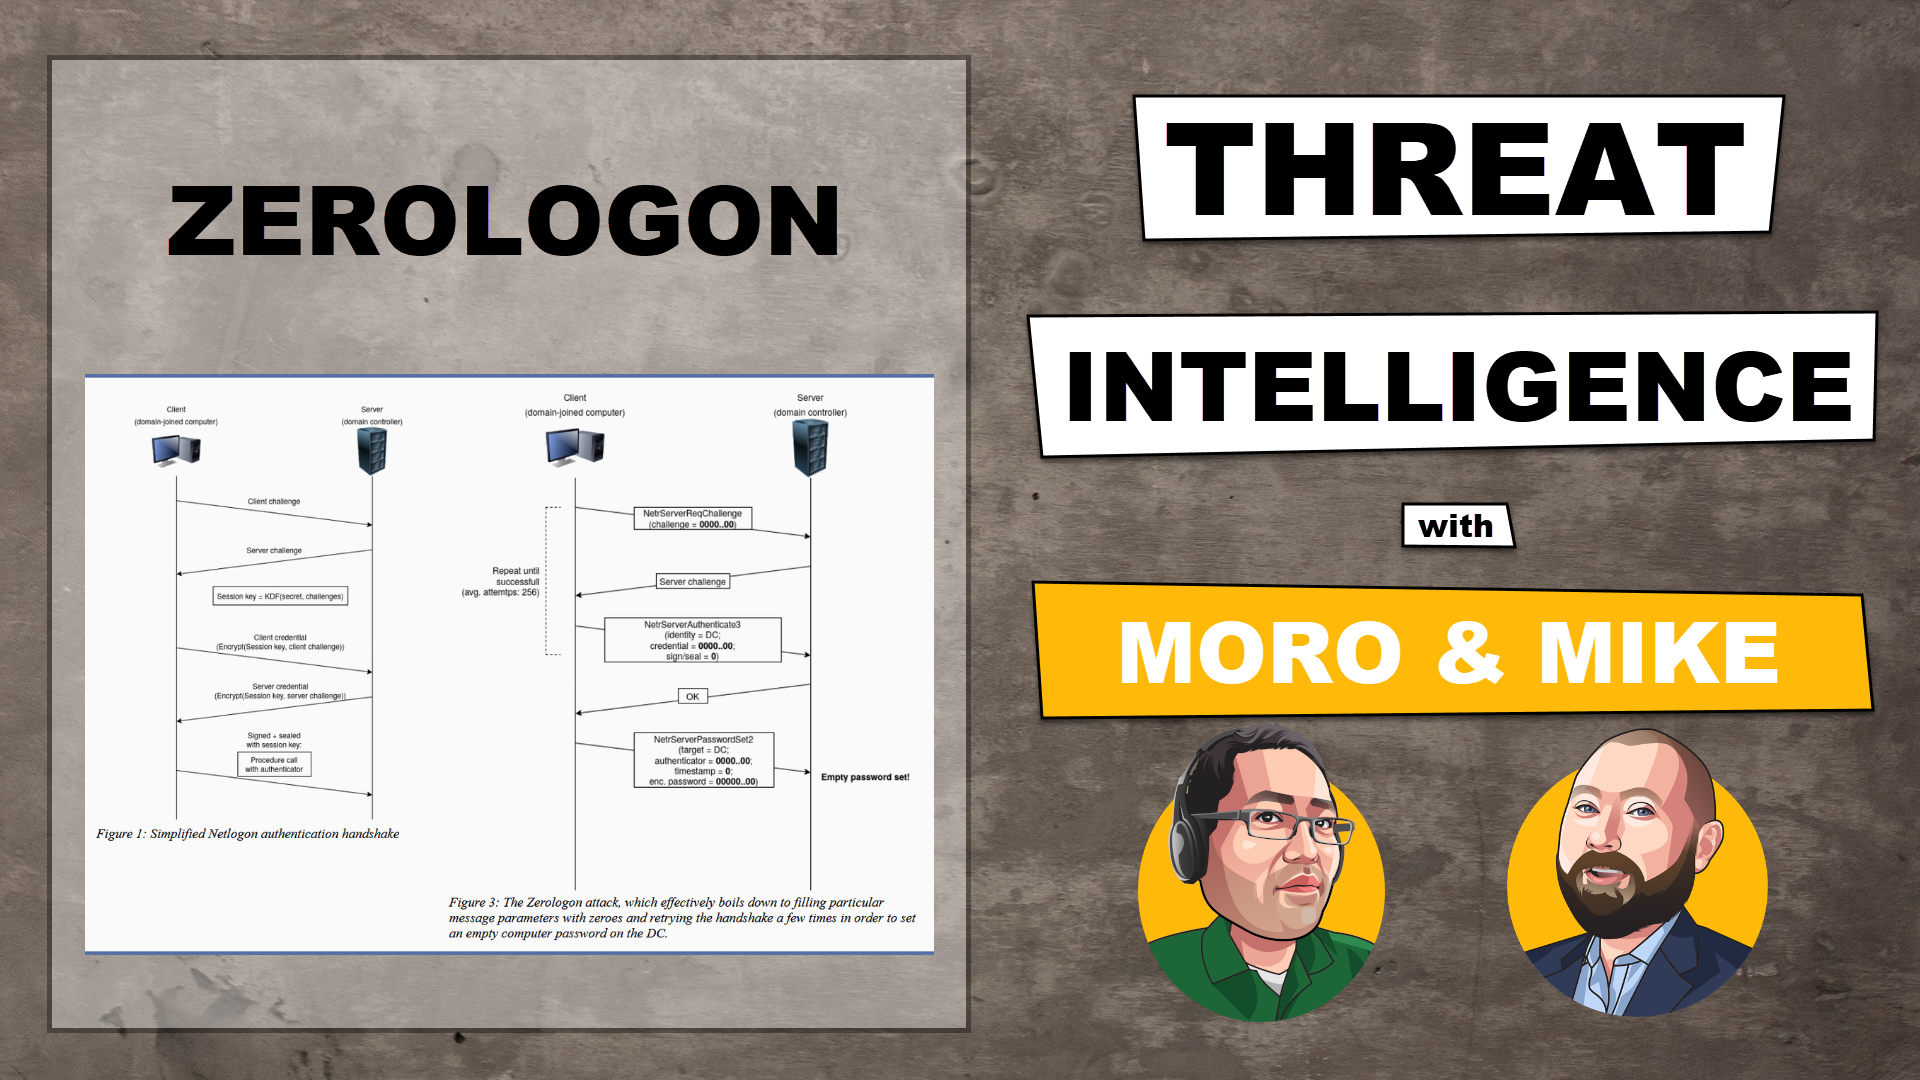 ZEROLOGON
Client
(domain-joined computer)
Server
(domain controller)
Client challenge
Server challenge
Session key = KDF(secret, challenges)
Client credential
(Encrypt(Session key, client challenge))
Server credential
(Encrypt(Session key, server challenge))
Signed + sealed
with session key:
Procedure call
with authenticator
Figure 1: Simplified Netlogon authentication handshake
Client
(domain-joined computer)
Server
(domain controller)
NetrServerReqChallenge
(challenge = 0000..00)
Repeat until
successfull
(avg. attemtps: 256)
Server challenge
NetrServerAuthenticate3
(identity = DC;
credential = 0000..00;
sign/seal = 0)
OK
NetrServerPasswordSet2
(target = DC;
authenticator = 0000..00;
timestamp = 0;
enc. password = 00000..00)
Empty password set!
Figure 3: The Zerologon attack, which effectively boils down to filling particular
message parameters with zeroes and retrying the handshake a few times in order to set
an empty computer password on the DC.
THREAT
INTELLIGENCE
with
MORO & MIKE